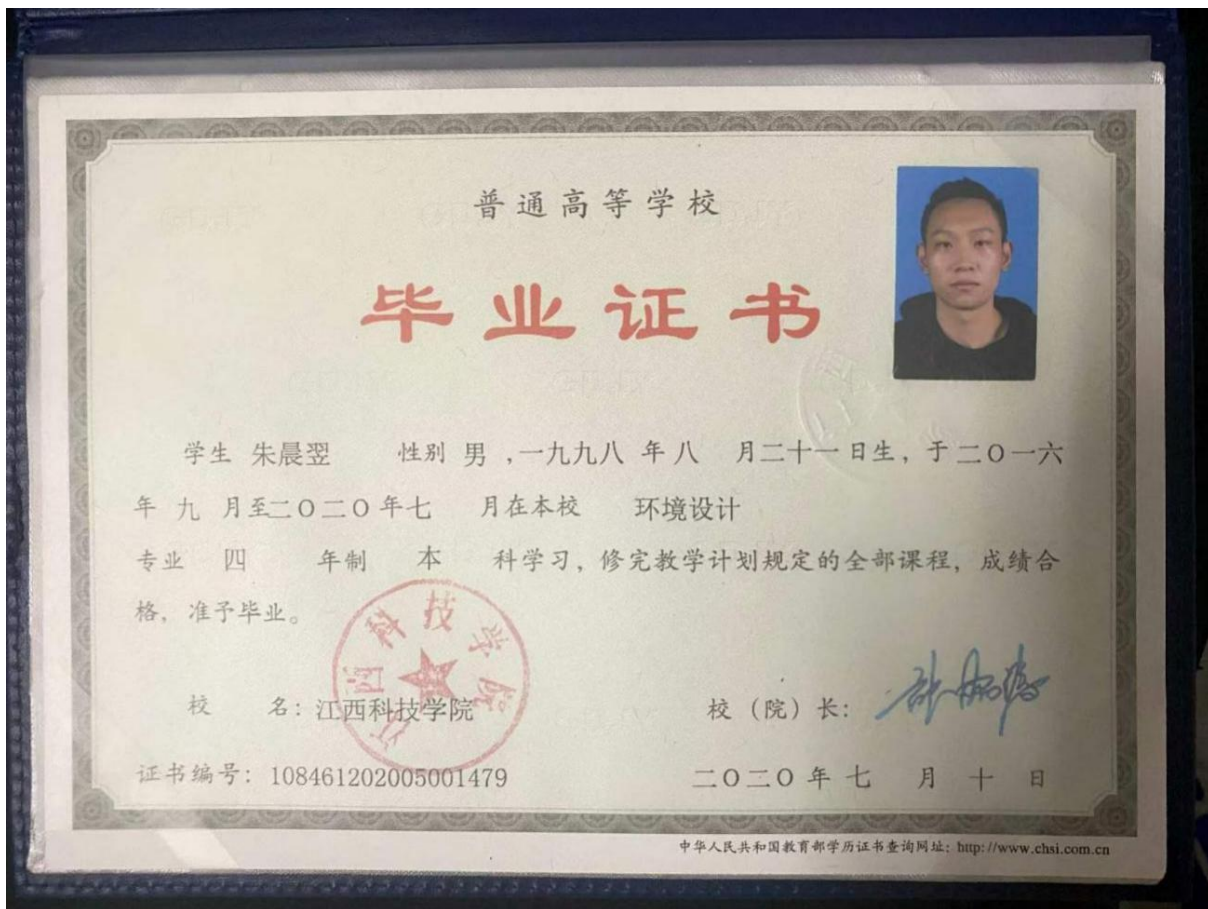 普通高等学校
毕业证书
学生 朱晨翌 性别 男 ,一九九八 年 八 月二十一日生, 于二〇一六
年 九 月至二〇二〇年七 月在本校 环境设计
专业 四 年制 本 科学习, 修完教学计划规定的全部课程, 成绩合
格, 准予毕业。
江西科技学院
校 名: 江西科技学院 校 (院) 长:
证书编号: 108461202005001479 二〇二〇 年 七 月 十 日
中华人民共和国教育部学历证书查询网址: http://www.chsi.com.cn